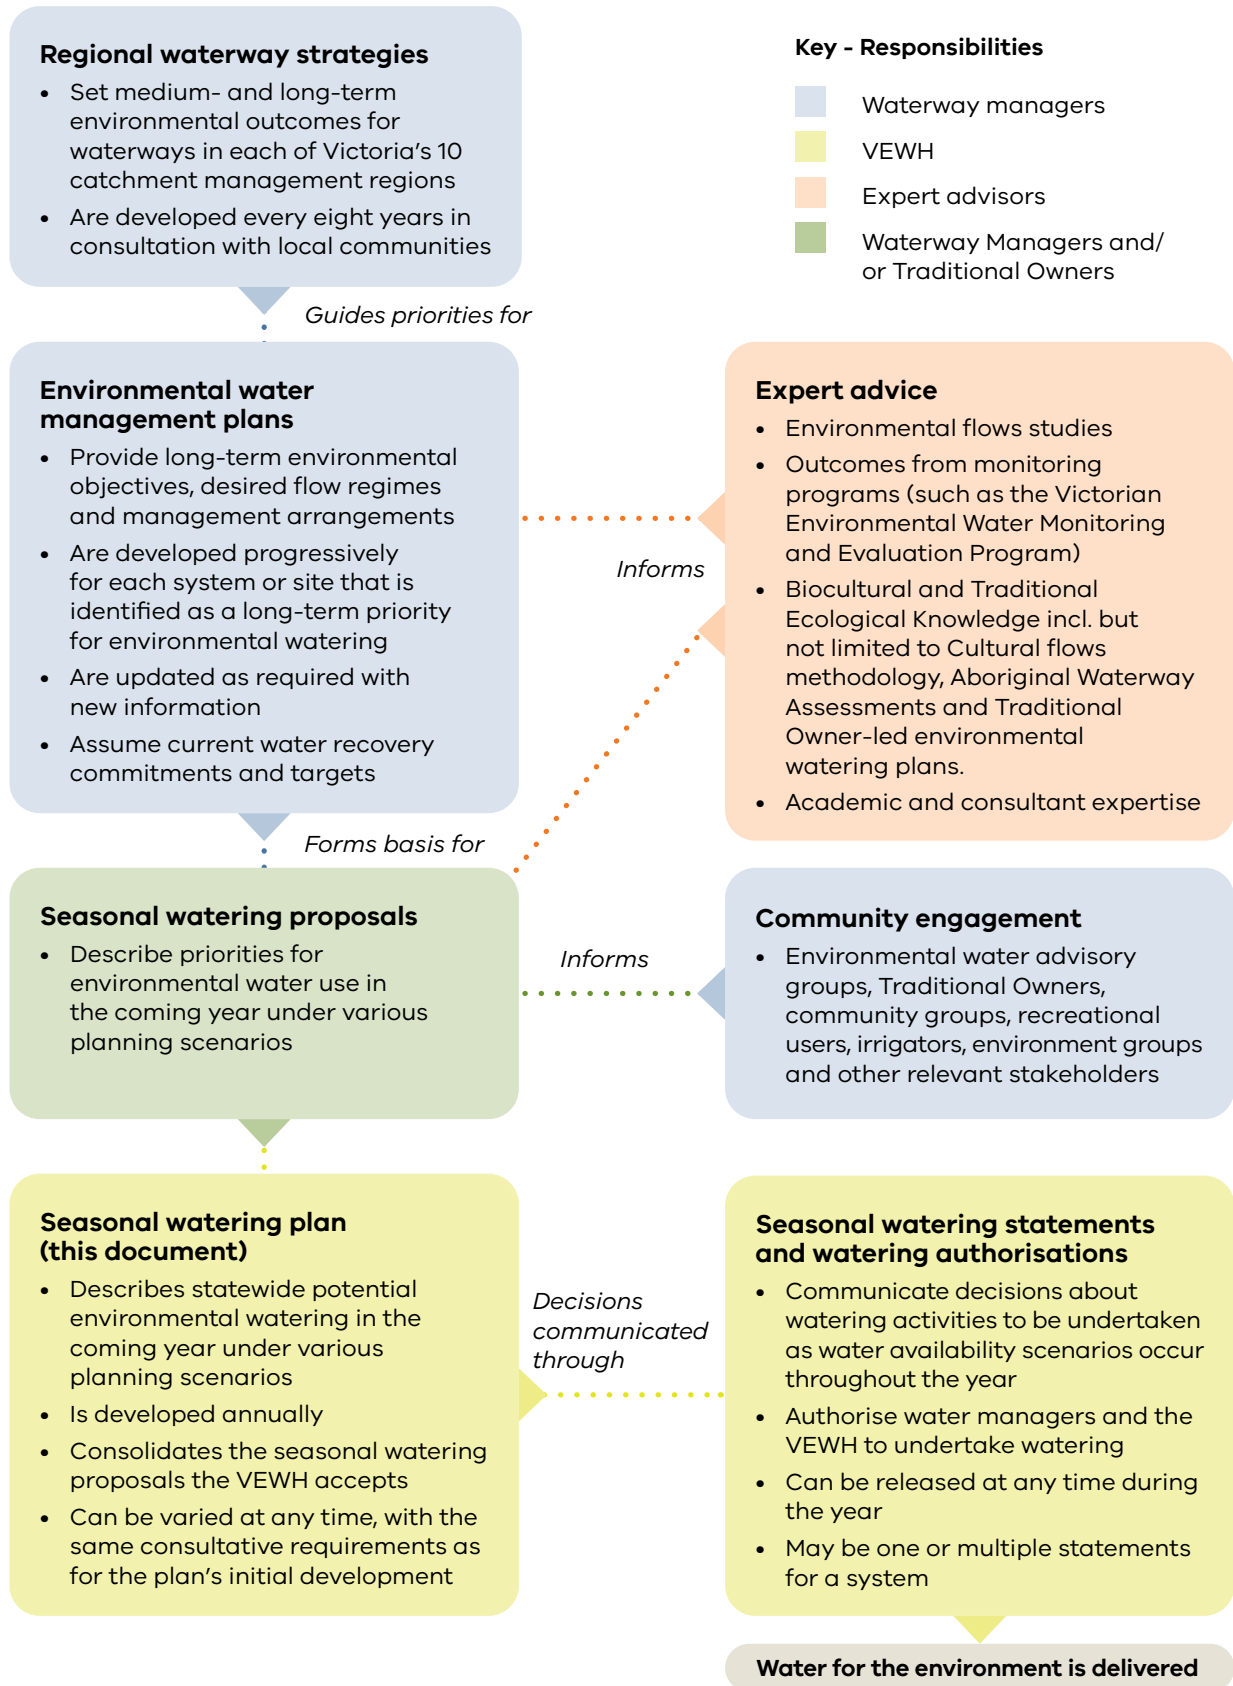 Regional waterway strategies
• Set medium- and long-term
environmental outcomes for
waterways in each of Victoria's 10
catchment management regions
• Are developed every eight years in
consultation with local communities
Key - Responsibilities
Waterway managers
VEWH
Expert advisors
Waterway Managers and/
or Traditional Owners
Guides priorities for
Environmental water
management plans
• Provide long-term environmental
objectives, desired flow regimes
and management arrangements
• Are developed progressively
for each system or site that is
identified as a long-term priority
for environmental watering
• Are updated as required with
new information
• Assume current water recovery
commitments and targets
Informs
Expert advice
• Environmental flows studies
• Outcomes from monitoring
programs (such as the Victorian
Environmental Water Monitoring
and Evaluation Program)
• Biocultural and Traditional
Ecological Knowledge incl. but
not limited to Cultural flows
methodology, Aboriginal Waterway
Assessments and Traditional
Owner-led environmental
watering plans.
• Academic and consultant expertise
Forms basis for
Seasonal watering proposals
• Describe priorities for
environmental water use in
the coming year under various
planning scenarios
Informs
Community engagement
• Environmental water advisory
groups, Traditional Owners,
community groups, recreational
users, irrigators, environment groups
and other relevant stakeholders
Seasonal watering plan
(this document)
• Describes statewide potential
environmental watering in the
coming year under various
planning scenarios
• Is developed annually
• Consolidates the seasonal watering
proposals the VEWH accepts
• Can be varied at any time, with the
same consultative requirements as
for the plan's initial development
Decisions
communicated
through
Seasonal watering statements
and watering authorisations
• Communicate decisions about
watering activities to be undertaken
as water availability scenarios occur
throughout the year
• Authorise water managers and the
VEWH to undertake watering
• Can be released at any time during
the year
• May be one or multiple statements
for a system
Water for the environment is delivered